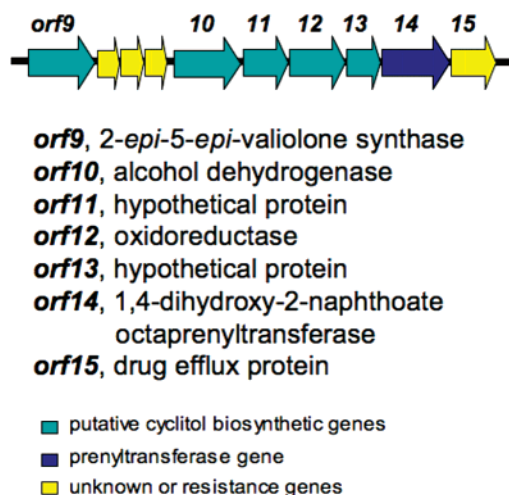 orf9 10 11 12 13 14 15
orf9, 2-epi-5-epi-valiolone synthase
orf10, alcohol dehydrogenase
orf11, hypothetical protein
orf12, oxidoreductase
orf13, hypothetical protein
orf14, 1,4-dihydroxy-2-naphthoate
octaprenyltransferase
orf15, drug efflux protein
putative cyclitol biosynthetic genes
prenyltransferase gene
unknown or resistance genes